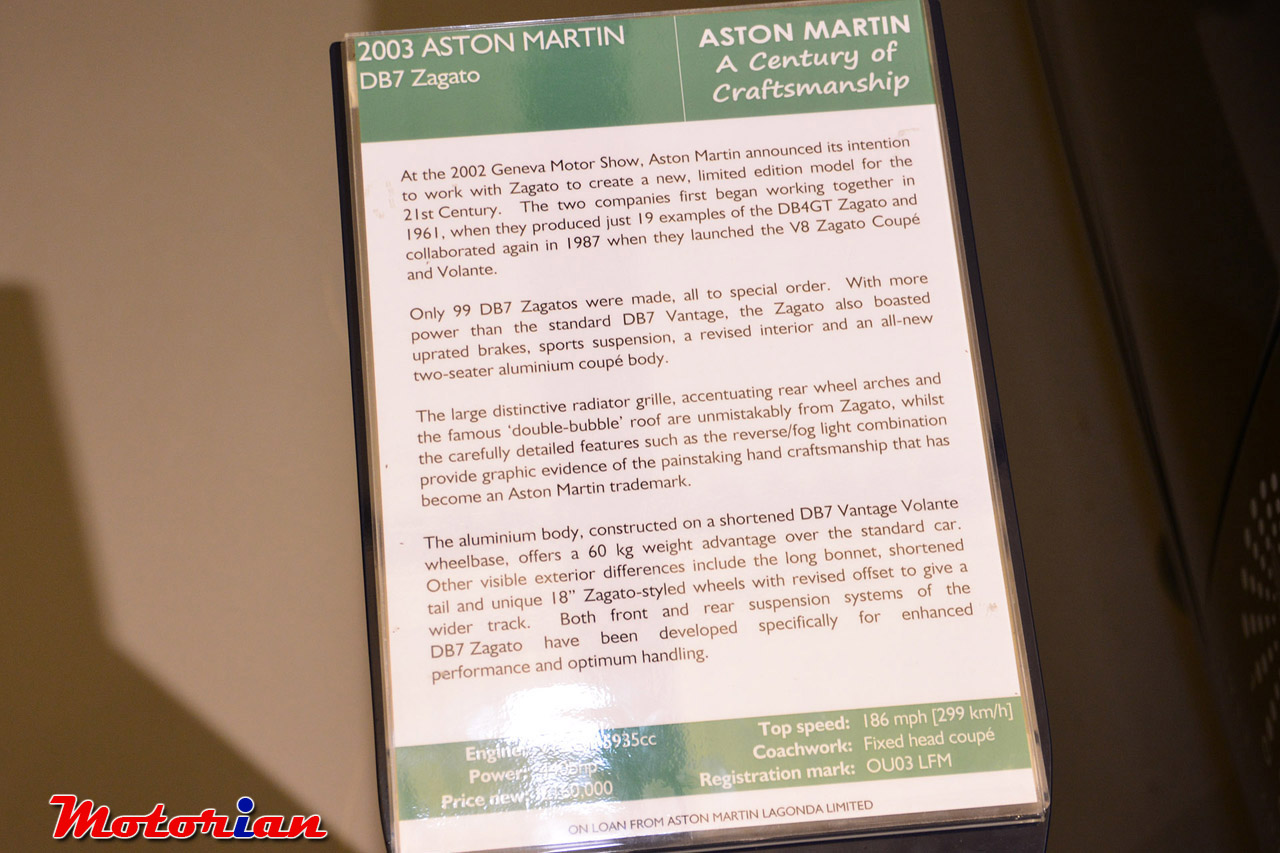 2003 ASTON MARTIN
DB7 Zagato
ASTON MARTIN
A Century of
Craftsmanship
At the 2002 Geneva Motor Show, Aston Martin announced its intention
to work with Zagato to create a new, limited edition model for the
21st Century. The two companies first began working together in
1961, when they produced just 19 examples of the DB4GT Zagato and
collaborated again in 1987 when they launched the V8 Zagato Coupé
and Volante.
Only 99 DB7 Zagatos were made, all to special order. With more
power than the standard DB7 Vantage, the Zagato also boasted
uprated brakes, sports suspension, a revised interior and an all-new
two-seater aluminium coupé body.
The large distinctive radiator grille, accentuating rear wheel arches and
the famous ‘double-bubble’ roof are unmistakably from Zagato, whilst
the carefully detailed features such as the reverse/fog light combination
provide graphic evidence of the painstaking hand craftsmanship that has
become an Aston Martin trademark.
The aluminium body, constructed on a shortened DB7 Vantage Volante
wheelbase, offers a 60 kg weight advantage over the standard car.
Other visible exterior differences include the long bonnet, shortened
tail and unique 18” Zagato-styled wheels with revised offset to give a
wider track. Both front and rear suspension systems of the
DB7 Zagato have been developed specifically for enhanced
performance and optimum handling.
Engine: 5935cc
Power:
Price new:
Top speed: 186 mph [299 km/h]
Coachwork: Fixed head coupé
Registration mark: OU03 LFM
ON LOAN FROM ASTON MARTIN LAGONDA LIMITED
Motorian